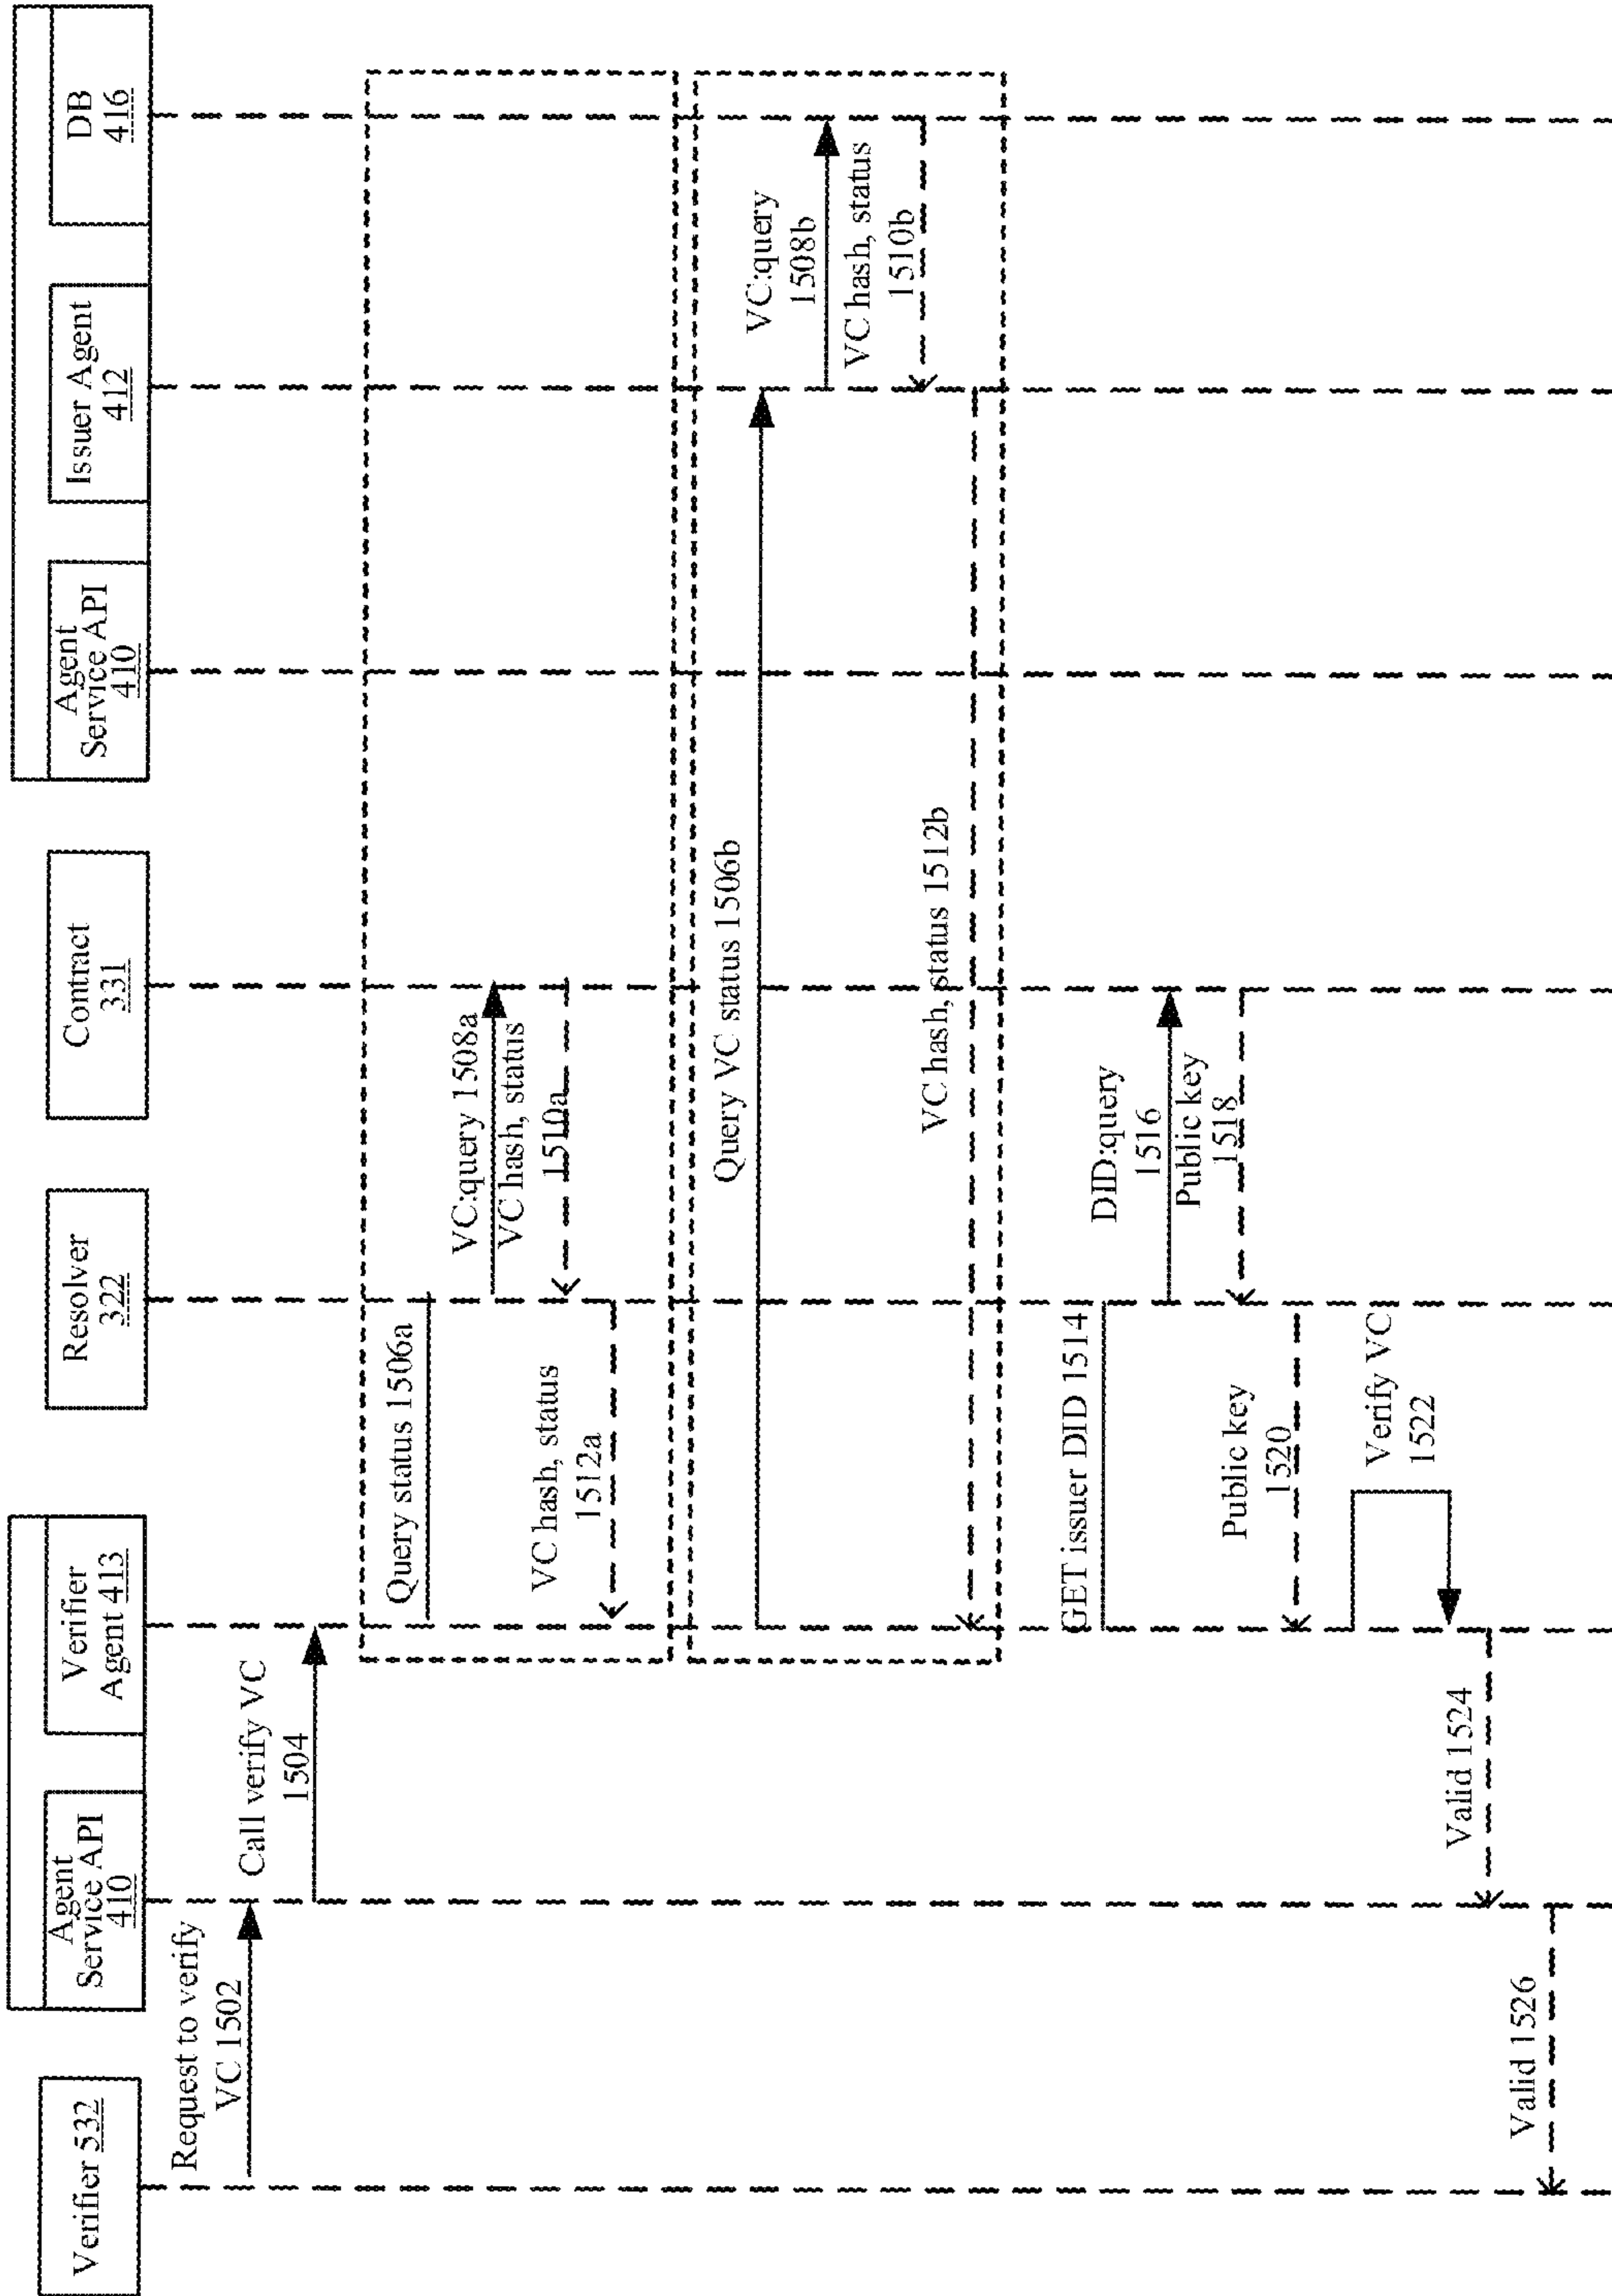 Verifier 532
Agent
Service API
410
Verifier
Agent 413
Resolver
322
Contract
331
Agent
Service API
410
Issuer Agent
412
DB
416
Request to verify
VC 1502
Call verify VC
1504
Query status 1506a
VC:query 1508a
VC hash, status
1510a
VC hash, status
1512a
Query VC status 1506b
VC:query
1508b
VC hash, status
1510b
VC hash, status 1512b
GET issuer DID 1514
DID:query
1516
Public key
1518
Public key
1520
Verify VC
1522
Valid 1524
Valid 1526